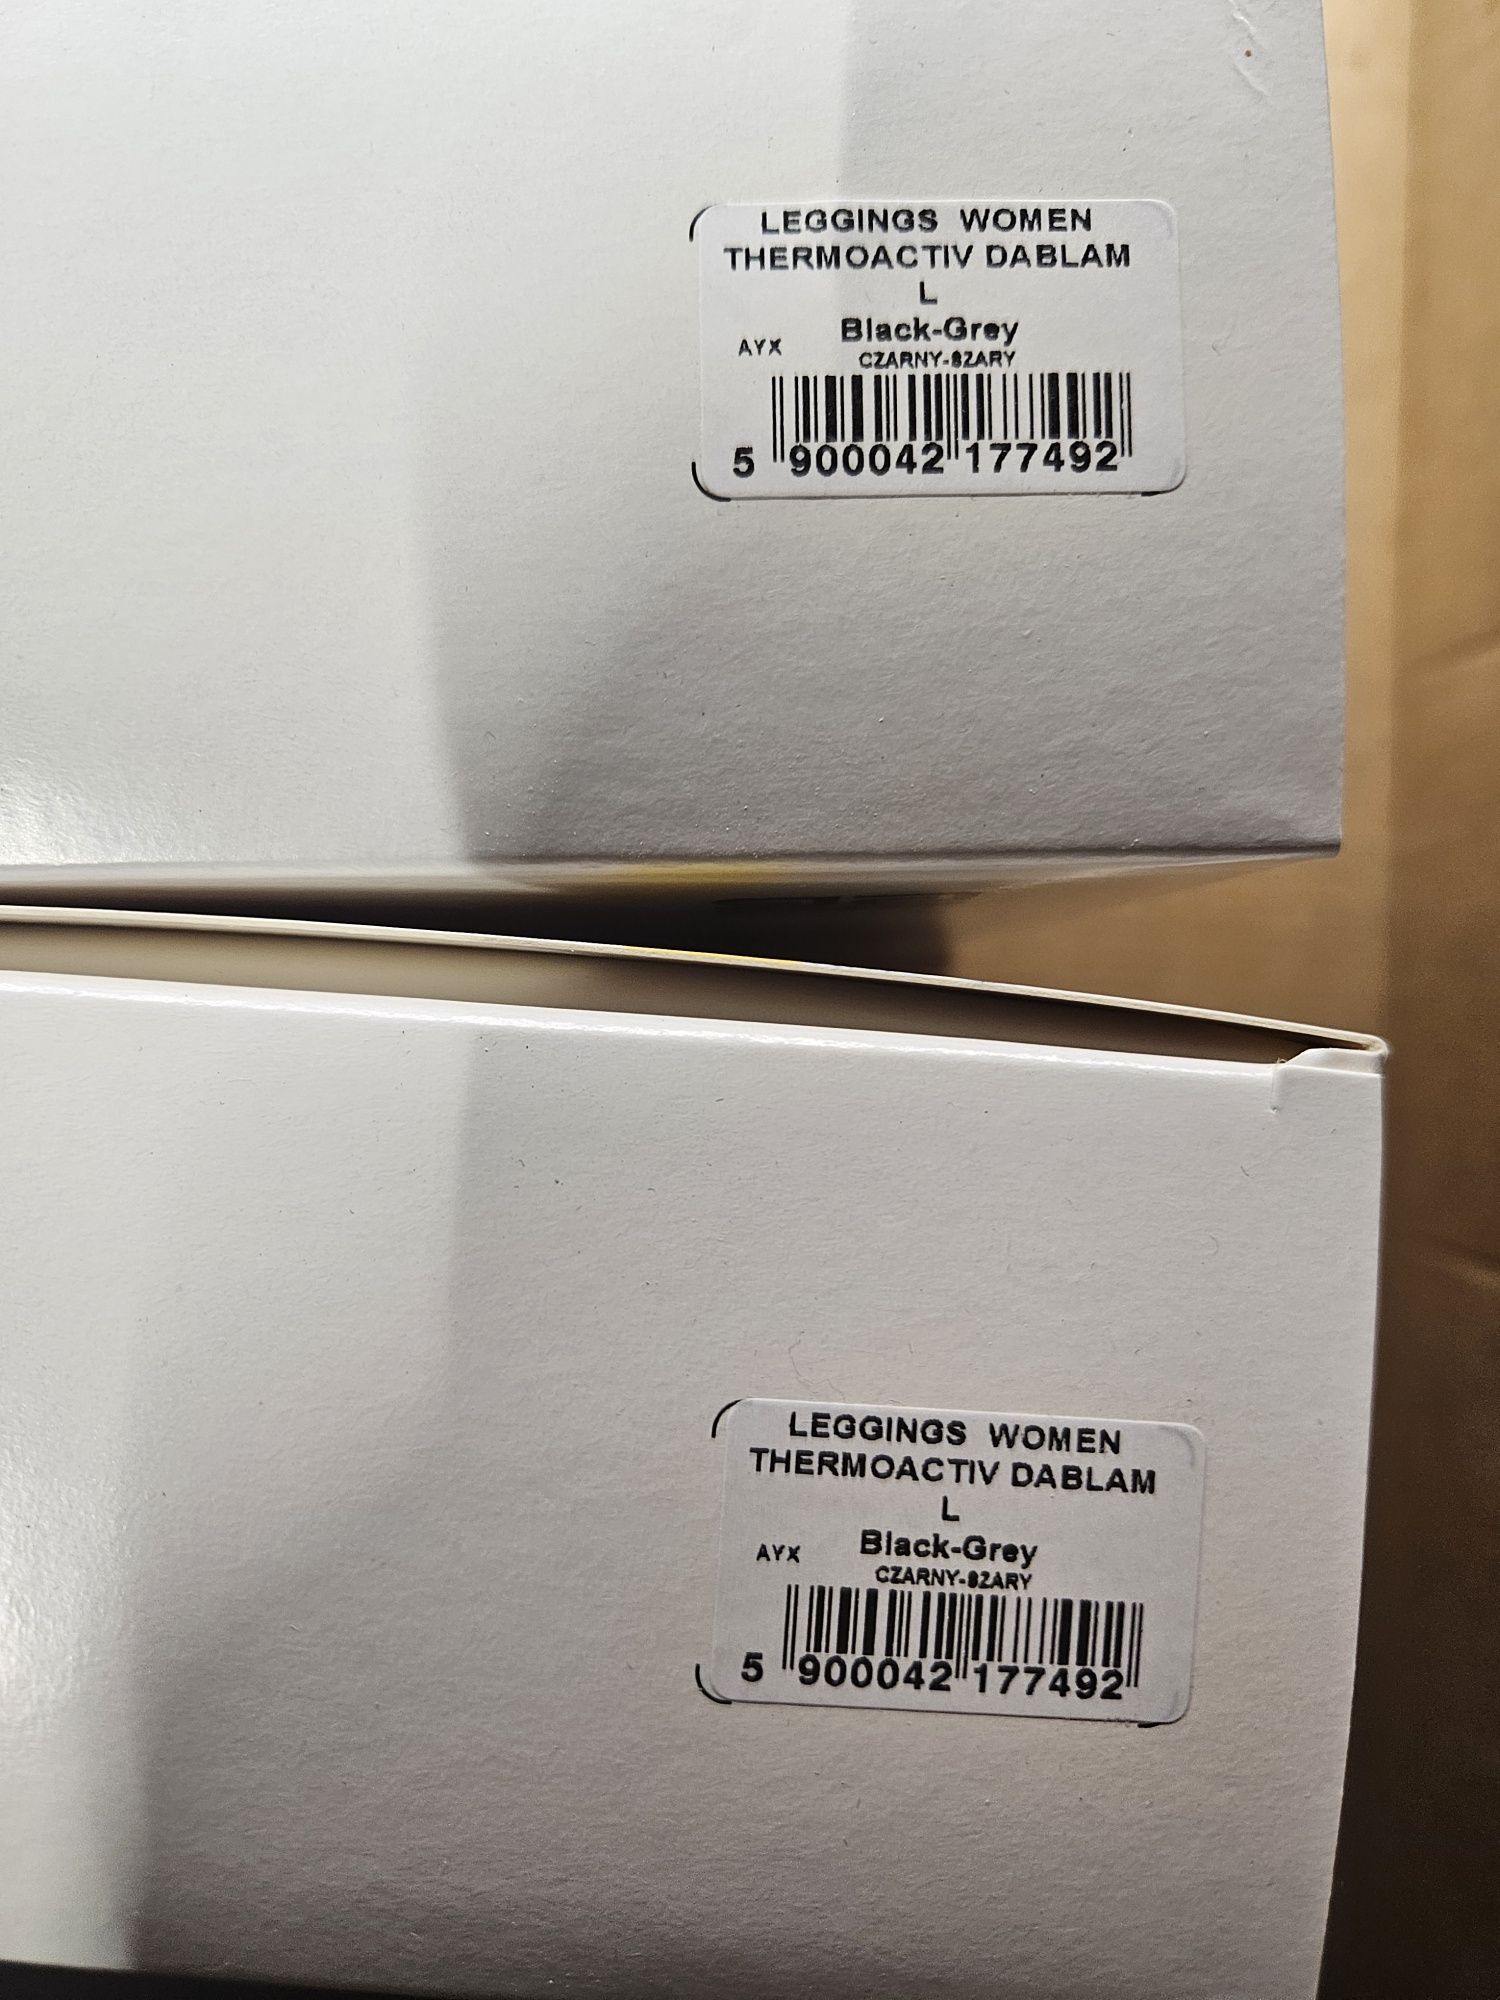 LEGGINGS WOMEN
THERMOACTIV DABLAM
L
Black-Grey
AYX
CZARNY-SZARY
5 900042 177492
LEGGINGS WOMEN
THERMOACTIV DABLAM
L
Black-Grey
AYX
CZARNY-SZARY
5 900042 177492